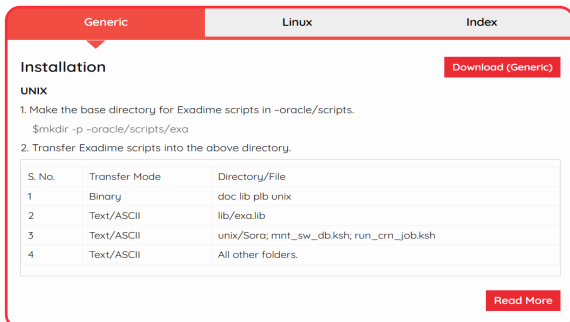 Generic Linux Index
Installation
Download (Generic)
UNIX
1. Make the base directory for Exadime scripts in ~oracle/scripts.
$mkdir -p ~oracle/scripts/exa
2. Transfer Exadime scripts into the above directory.
S. No. Transfer Mode Directory/File
1 Binary doc lib plb unix
2 Text/ASCII lib/exa.lib
3 Text/ASCII unix/Sora; mnt_sw_db.ksh; run_crn_job.ksh
4 Text/ASCII All other folders.
Read More